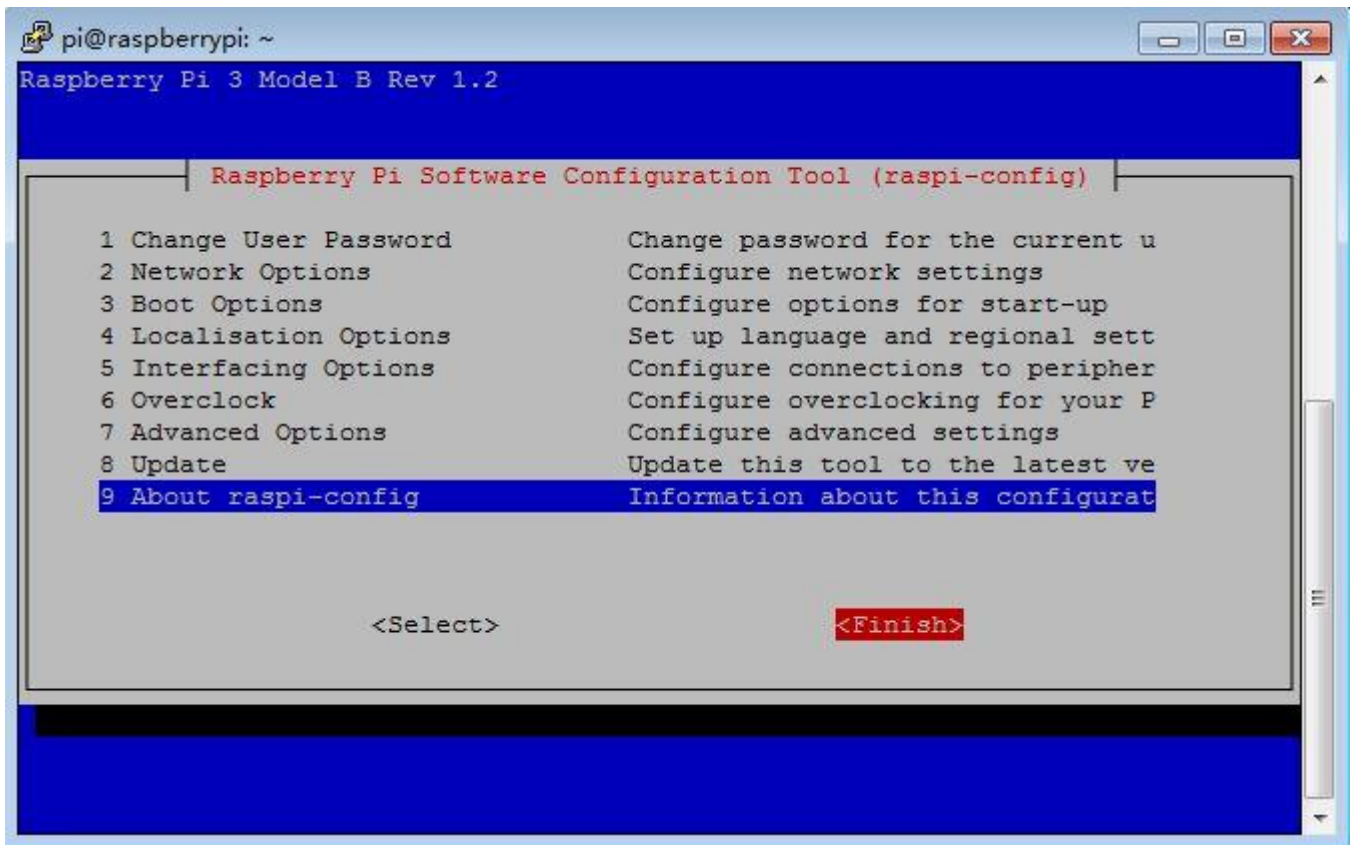 pi@raspberrypi: ~
Raspberry Pi 3 Model B Rev 1.2
Raspberry Pi Software Configuration Tool (raspi-config)
1 Change User Password Change password for the current u
2 Network Options Configure network settings
3 Boot Options Configure options for start-up
4 Localisation Options Set up language and regional sett
5 Interfacing Options Configure connections to peripher
6 Overclock Configure overclocking for your P
7 Advanced Options Configure advanced settings
8 Update Update this tool to the latest ve
9 About raspi-config Information about this configurat
<Select> <Finish>